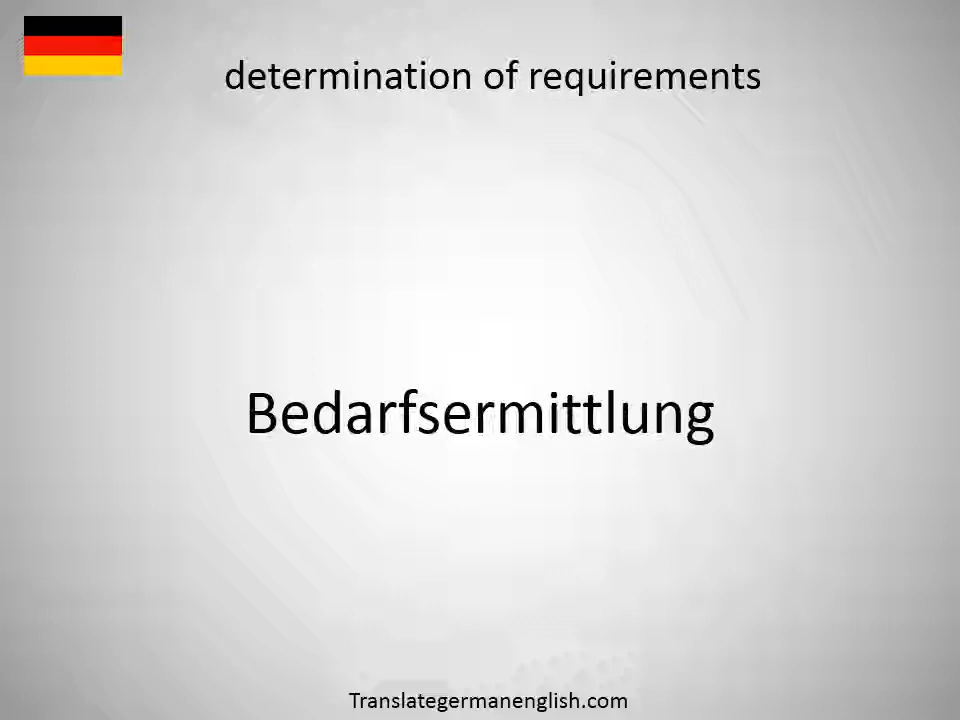 determination of requirements
Bedarfsermittlung
Translategermanenglish.com